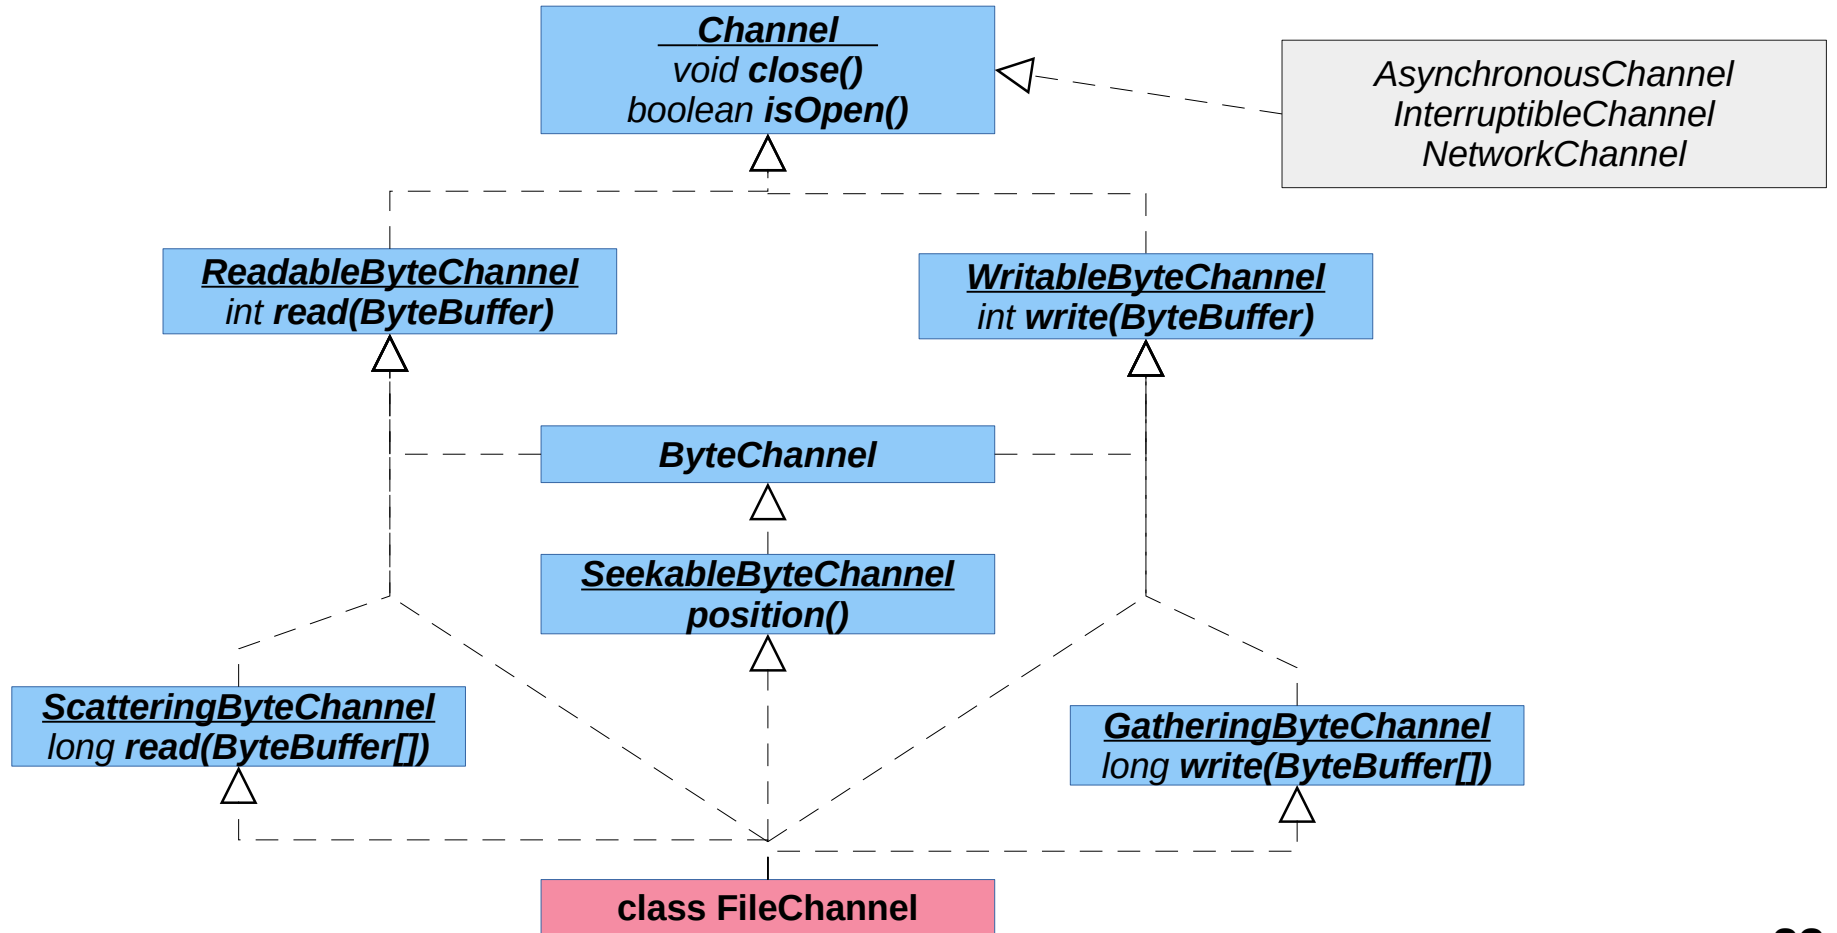 Channel
void close()
boolean isOpen()
AsynchronousChannel
InterruptibleChannel
NetworkChannel
ReadableByteChannel
int read(ByteBuffer)
WritableByteChannel
int write(ByteBuffer)
ByteChannel
SeekableByteChannel
position()
ScatteringByteChannel
long read(ByteBuffer[])
GatheringByteChannel
long write(ByteBuffer[])
class FileChannel